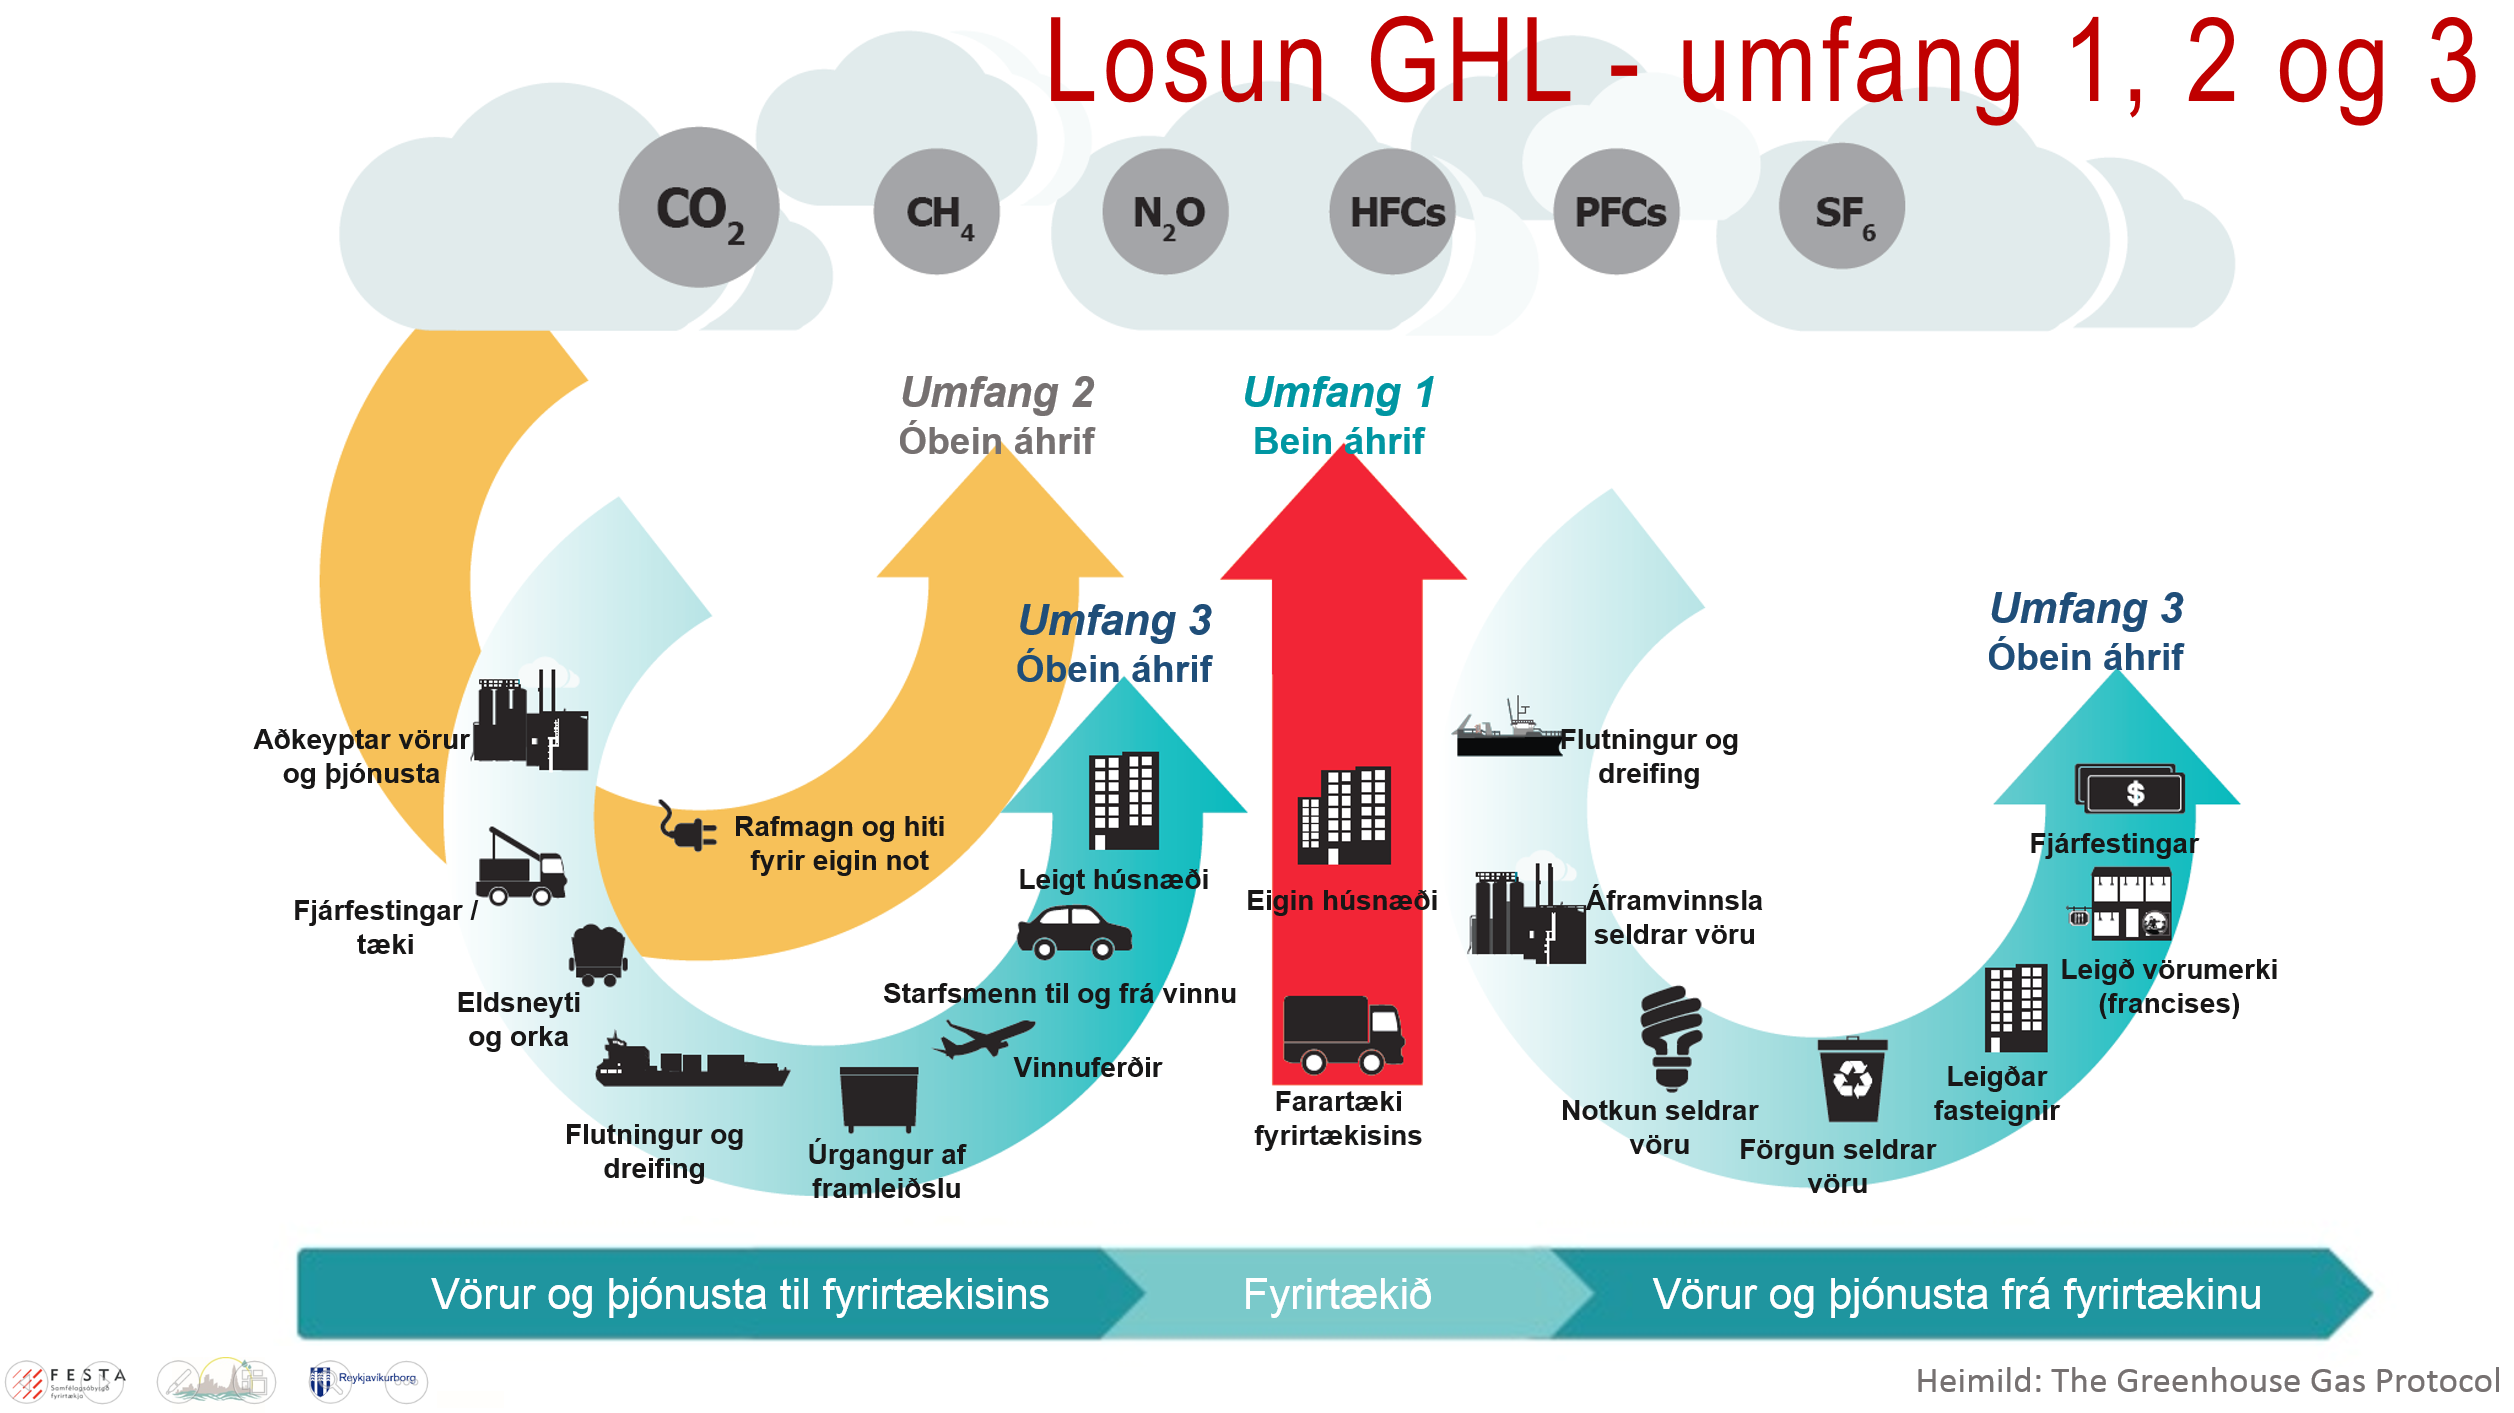 Losun GHL - umfang 1, 2 og 3
CO2
CH4
N2O
HFCs
PFCs
SF6
Umfang 2
Óbein áhrif
Umfang 1
Bein áhrif
Umfang 3
Óbein áhrif
Umfang 3
Óbein áhrif
Aðkeyptar vörur
og þjónusta
Fjárfestingar /
tæki
Eldsneyti
og orka
Flutningur og
dreifing
Úrgangur af
framleiðslu
Vinnuferðir
Starfsmenn til og frá vinnu
Leigt húsnæði
Rafmagn og hiti
fyrir eigin not
Eigin húsnæði
Farartæki
fyrirtækisins
Flutningur og
dreifing
Áframvinnsla
seldrar vöru
Notkun seldrar
vöru
Förgun seldrar
vöru
Leigðar
fasteignir
Leigð vörumerki
(francises)
Fjárfestingar
$
Vörur og þjónusta til fyrirtækisins
Fyrirtækið
Vörur og þjónusta frá fyrirtækinu
FESTA
Samfélagsábyrgð
fyrirtækja
Reykjavíkurborg
Heimild: The Greenhouse Gas Protocol